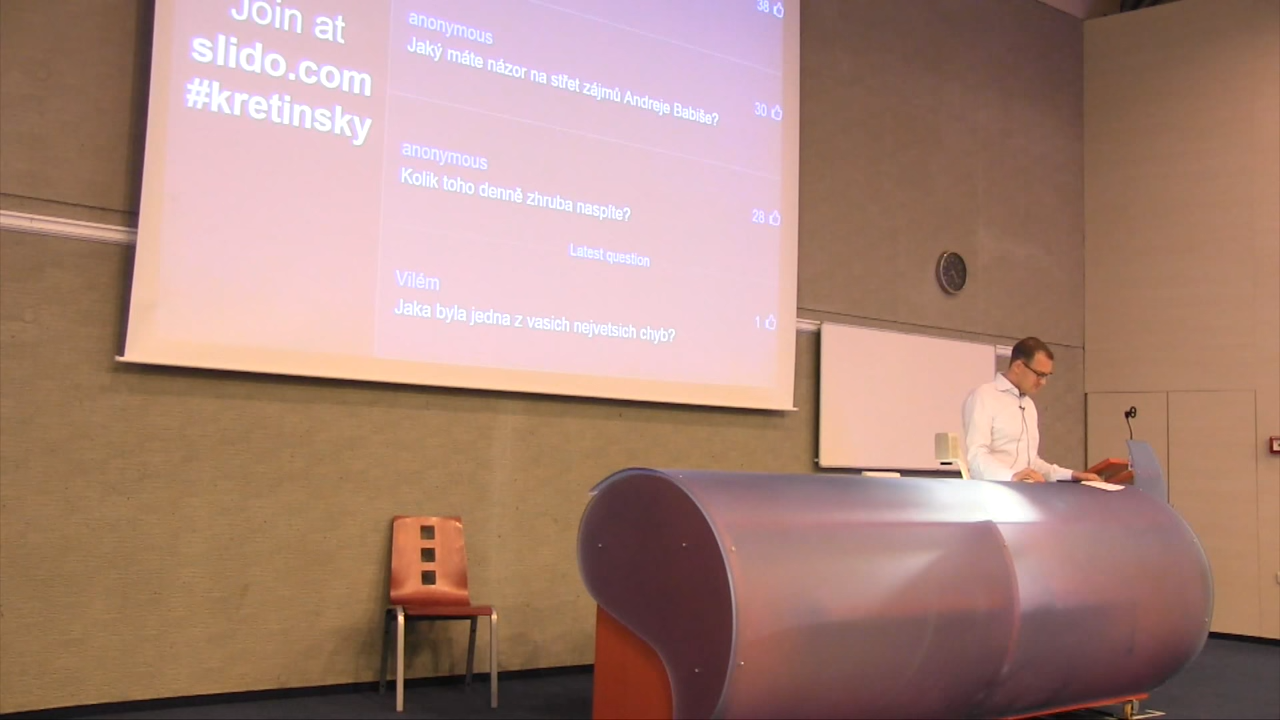 Join at
slido.com
#kretinsky
38
anonymous
Jaký máte názor na střet zájmů Andreje Babiše?
30
anonymous
Kolik toho denně zhruba naspíte?
28
Latest question
Vilém
Jaka byla jedna z vasich nejvetsich chyb?
1